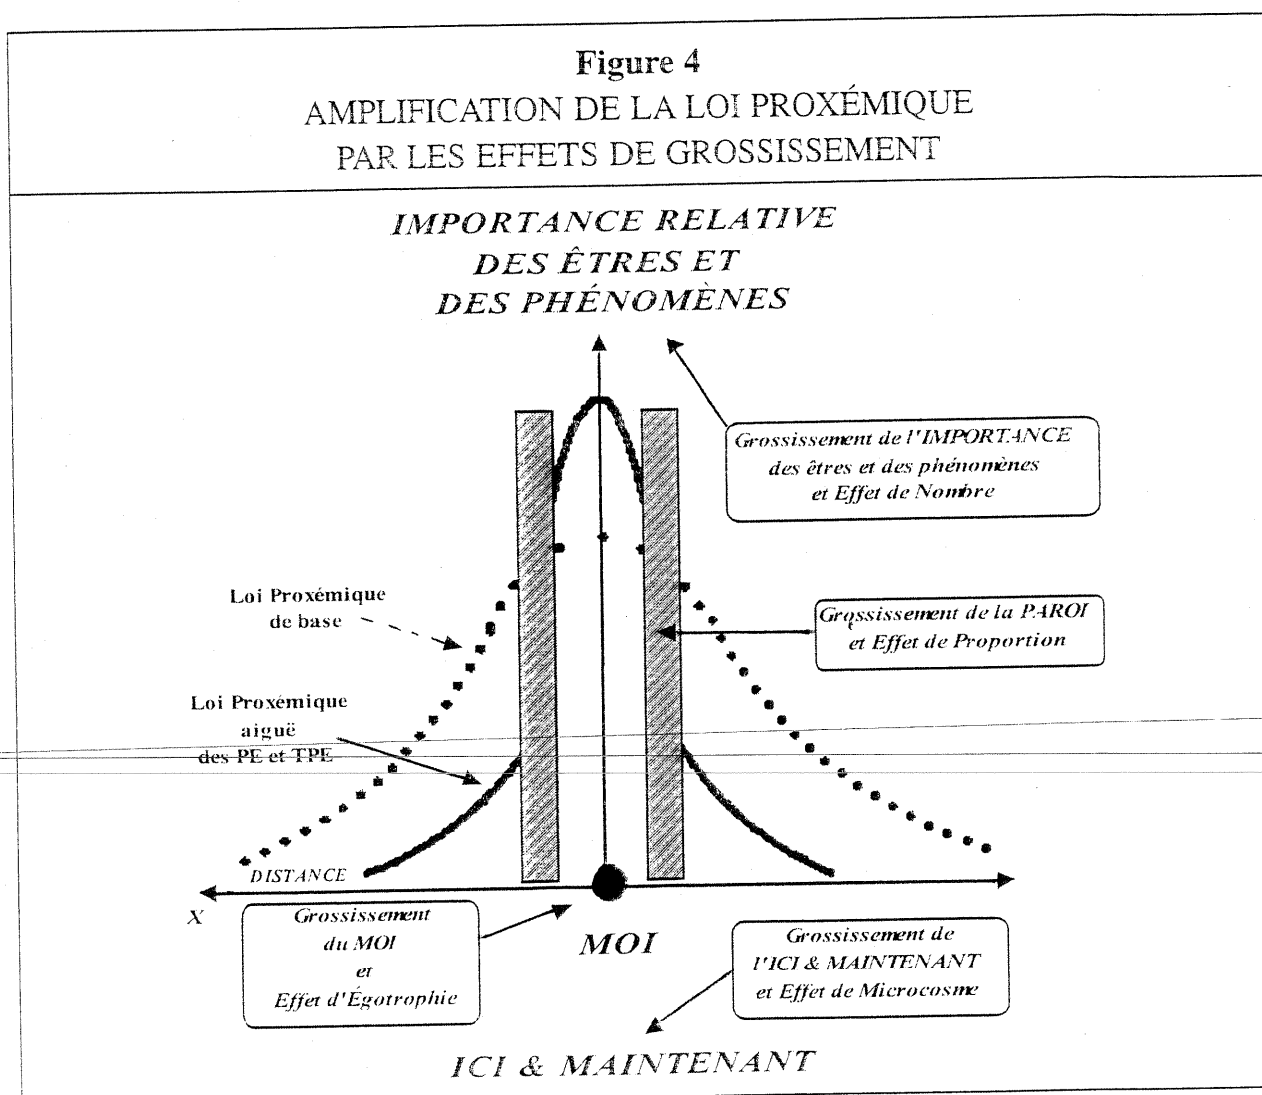 Figure 4
AMPLIFICATION DE LA LOI PROXÉMIQUE
PAR LES EFFETS DE GROSSISSEMENT
IMPORTANCE RELATIVE
DES ÊTRES ET
DES PHÉNOMÈNES
Grossissement de l'IMPORTANCE
des êtres et des phénomènes
et Effet de Nombre
Loi Proxémique
de base
Grossissement de la PAROI
et Effet de Proportion
Loi Proxémique
aiguë
des PE et TPE
DISTANCE
X
Grossissement
du MOI
et
Effet d'Égotrophie
MOI
Grossissement de
l'ICI & MAINTENANT
et Effet de Microcosme
ICI & MAINTENANT